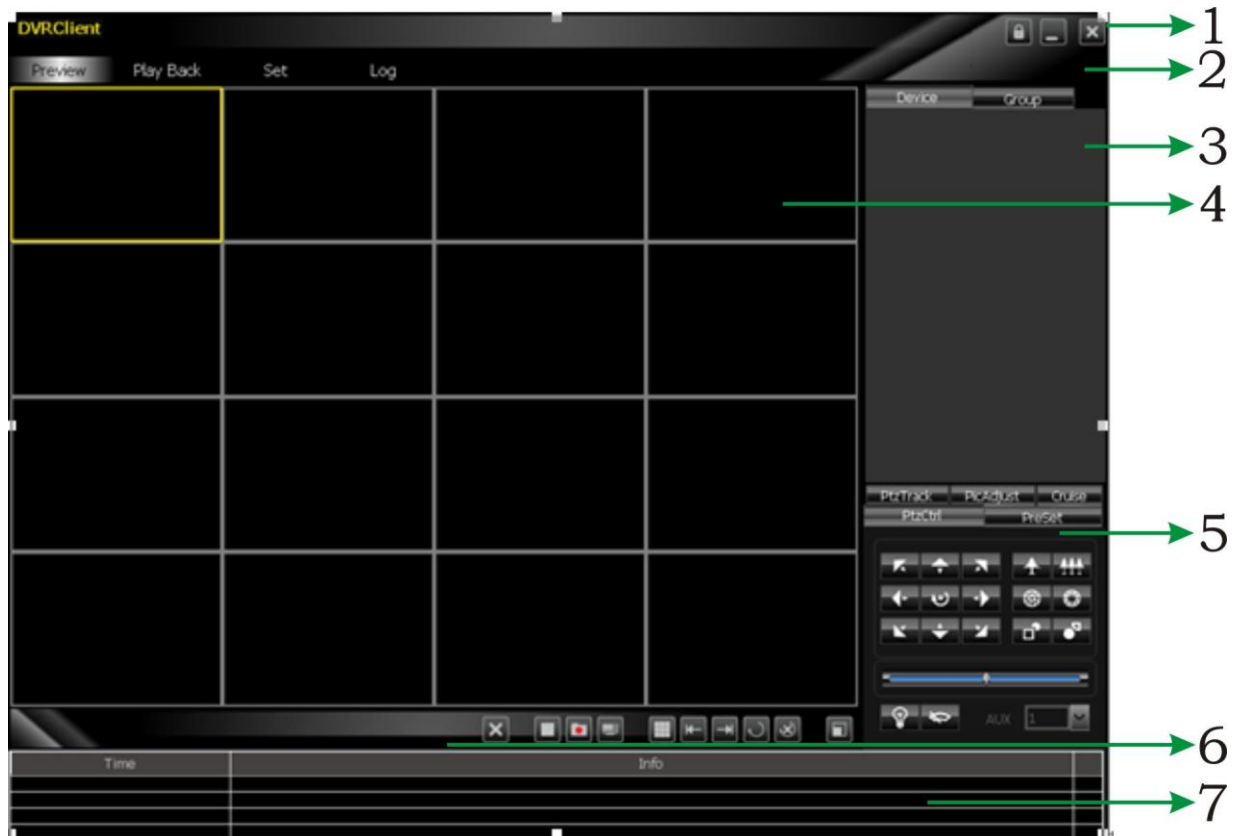 DVRClient
1
Preview Play Back Set Log
2
Device Group
3
4
PtzTrack PicAdjust Cruise
PtzCtrl PreSet
5
AUX 1
6
Time Info
7